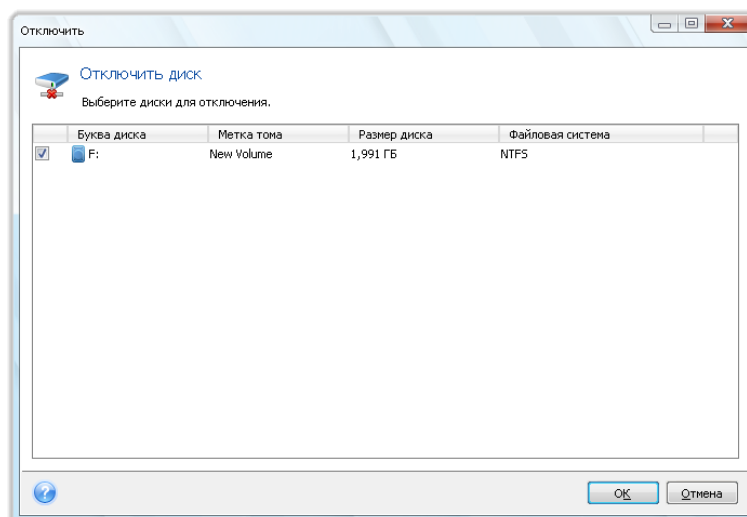 Отключить
Отключить диск
Выберите диски для отключения.
Буква диска Метка тома Размер диска Файловая система
F: New Volume 1,991 ГБ NTFS
OK Отмена